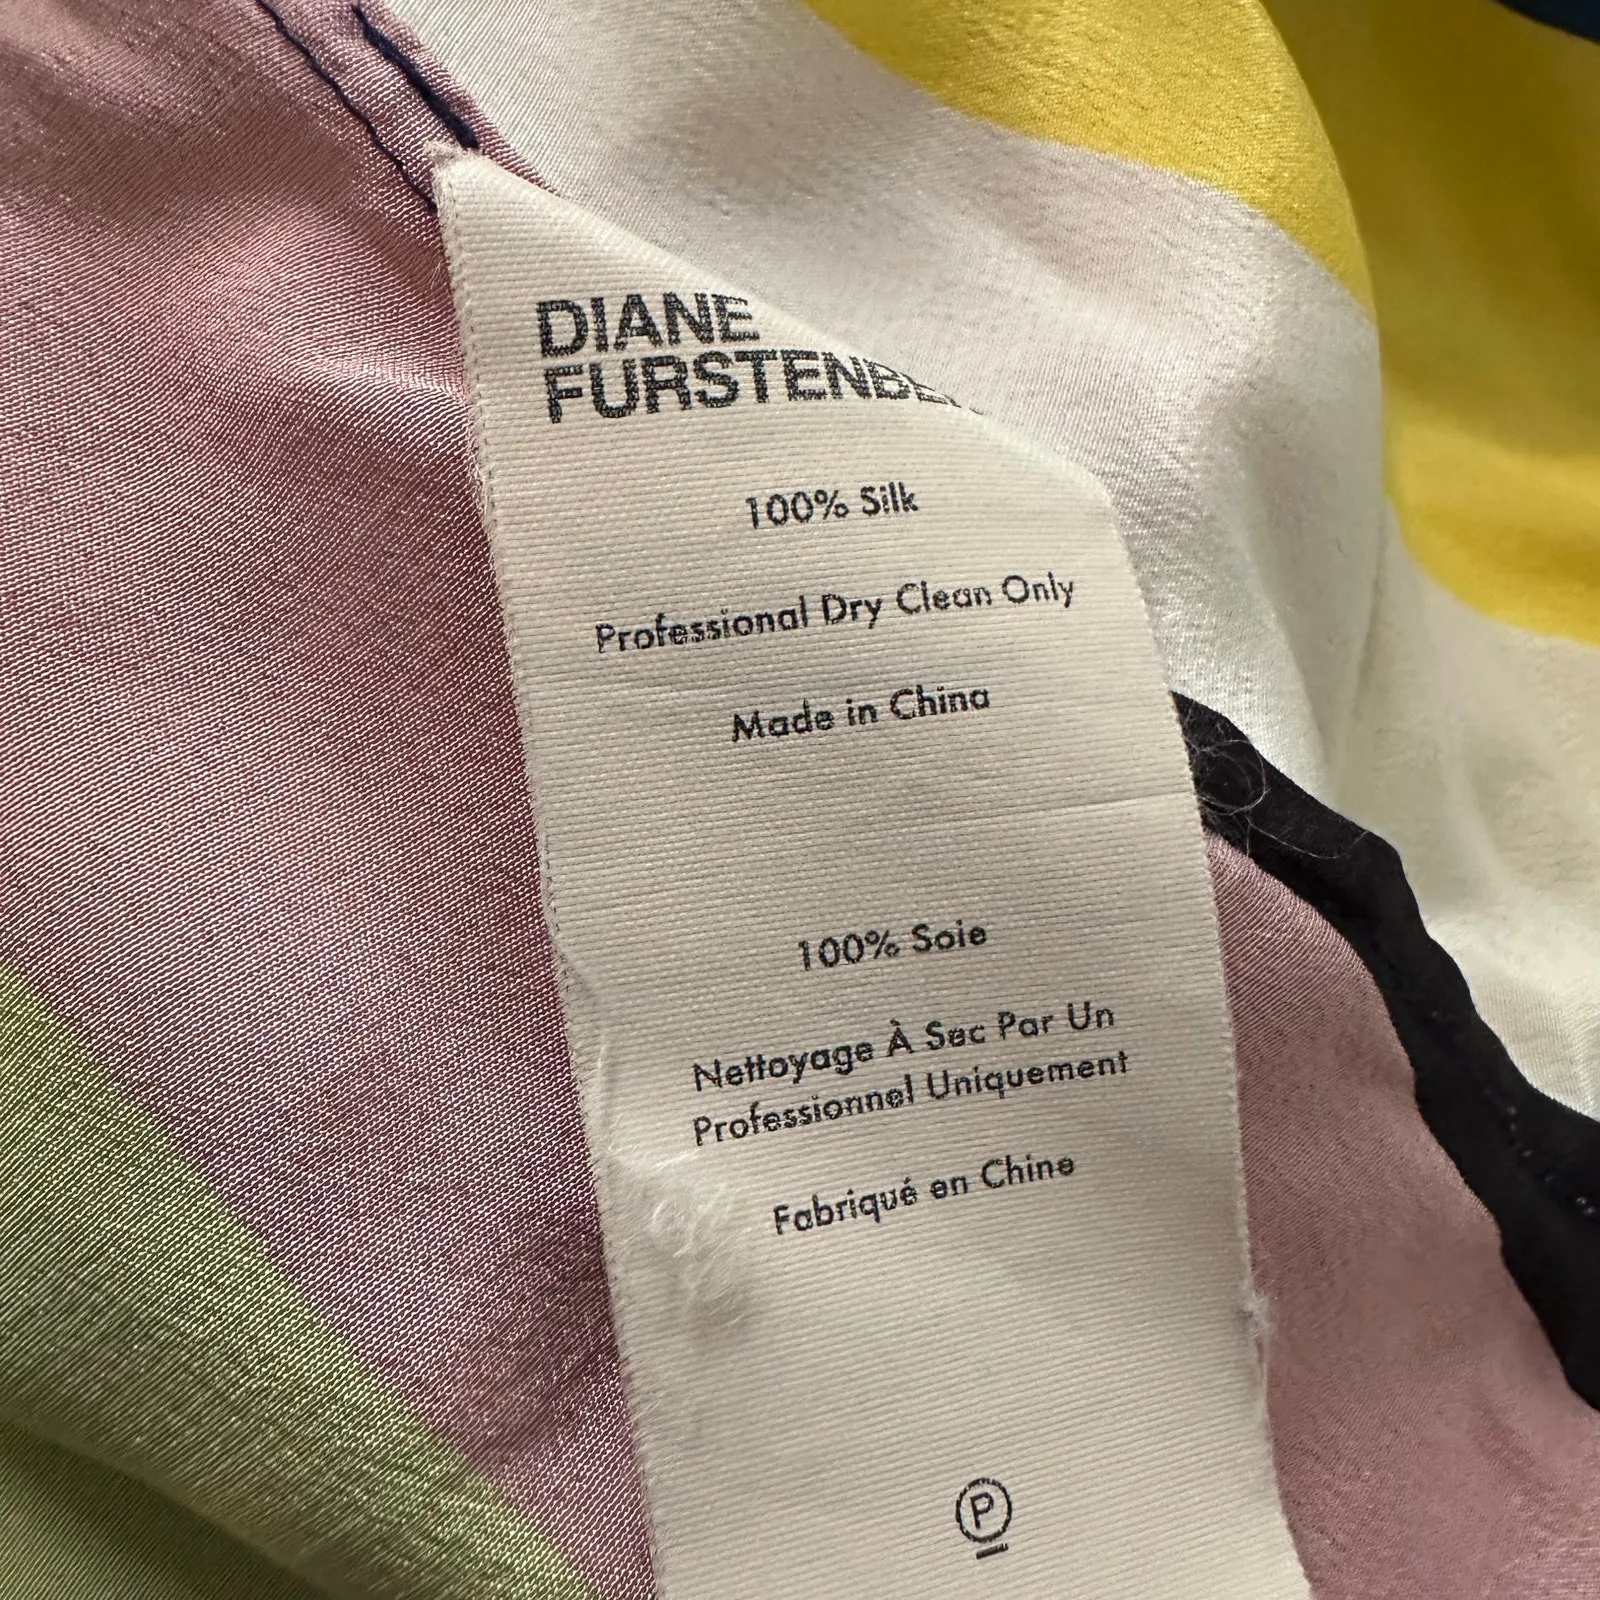 DIANE
FURSTENBE
100% Silk
Professional Dry Clean Only
Made in China
100% Soie
Nettoyage À Sec Par Un
Professionnel Uniquement
Fabriqué en Chine
P